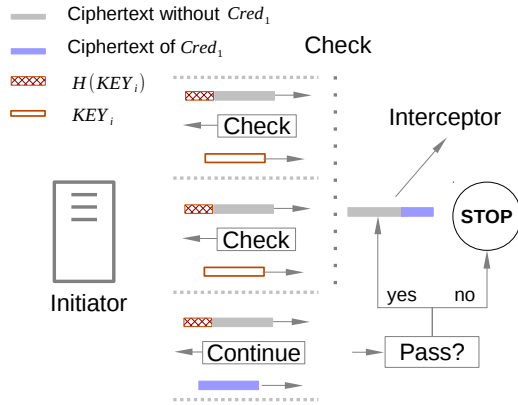 Ciphertext without Cred₁
Ciphertext of Cred₁
Check
H(KEYᵢ)
KEYᵢ
Check
Interceptor
Check
STOP
Initiator
yes
no
Continue
Pass?